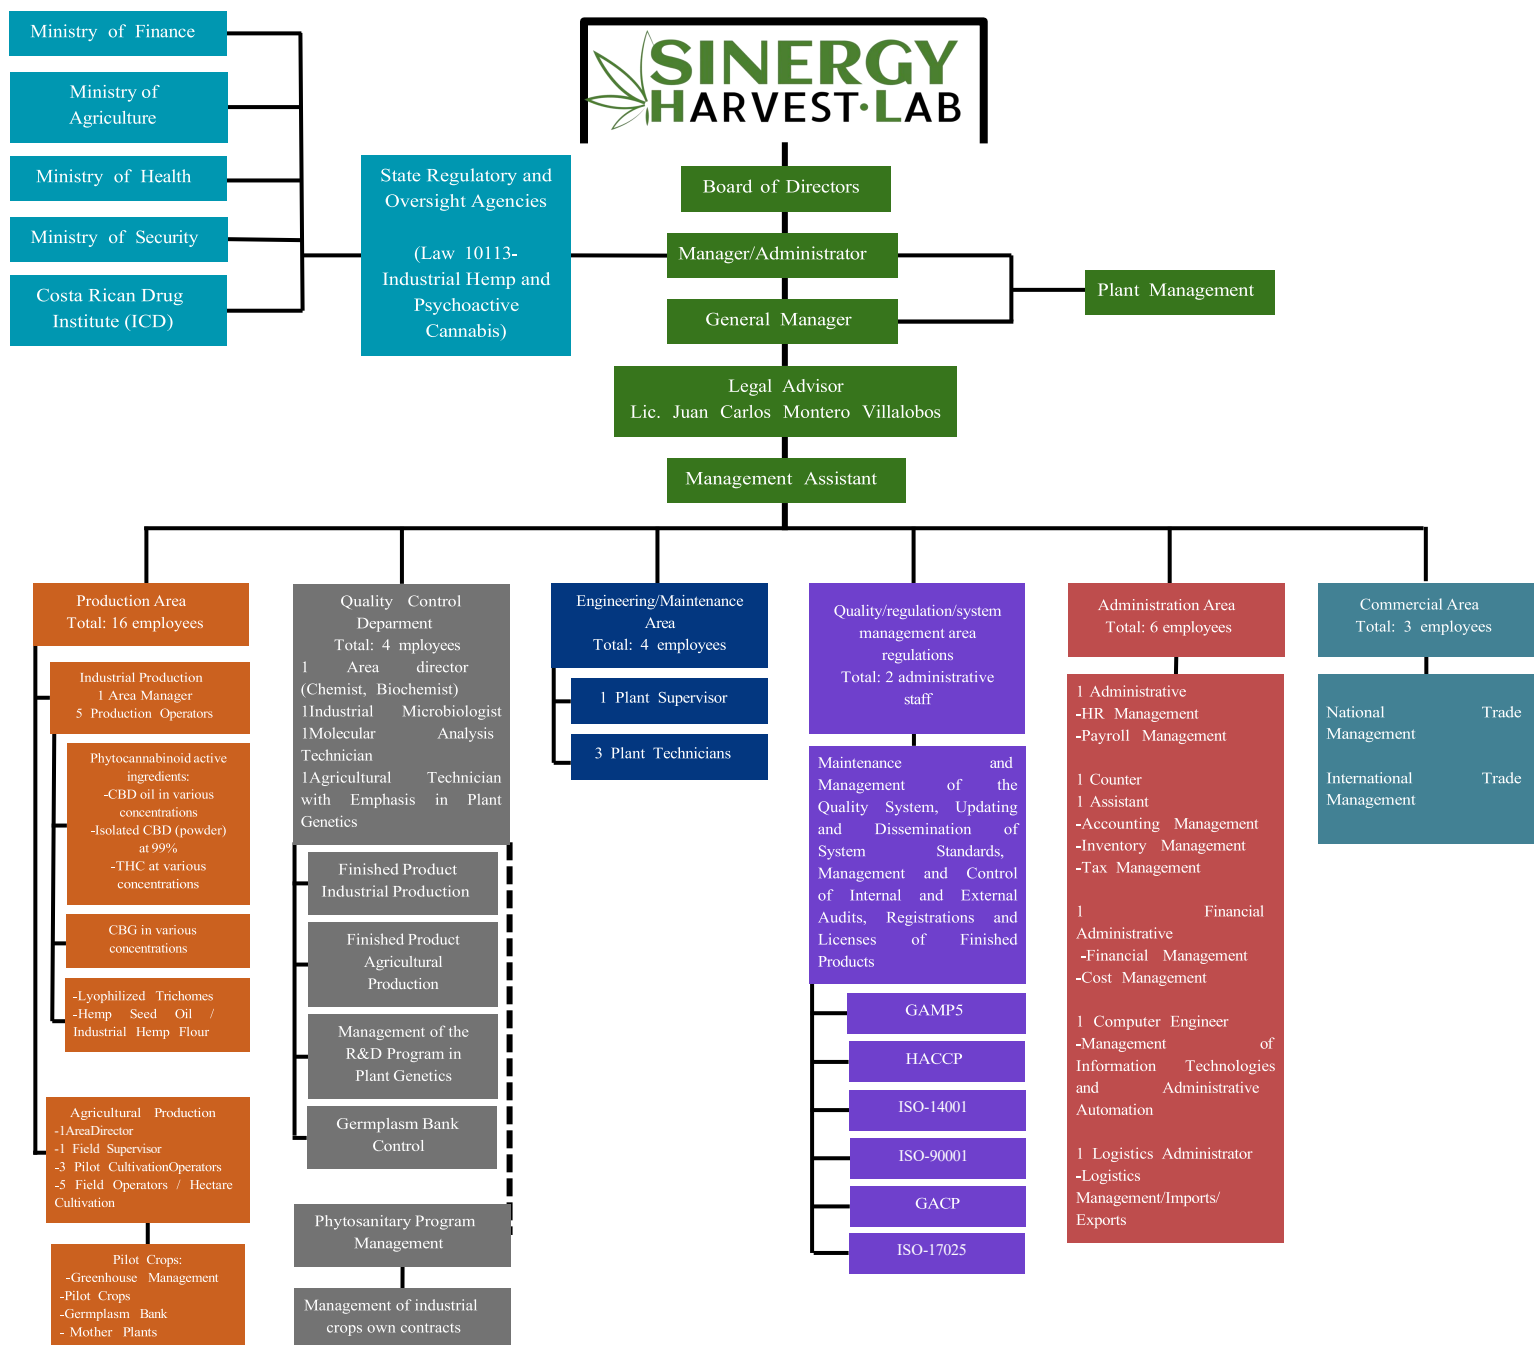 Ministry of Finance
Ministry of
Agriculture
Ministry of Health
Ministry of Security
Costa Rican Drug
Institute (ICD)
State Regulatory and
Oversight Agencies
(Law 10113-
Industrial Hemp and
Psychoactive
Cannabis)
SINERGY
HARVEST·LAB
Board of Directors
Manager/Administrator
General Manager
Plant Management
Legal Advisor
Lic. Juan Carlos Montero Villalobos
Management Assistant
Production Area
Total: 16 employees
Industrial Production
1 Area Manager
5 Production Operators
Phytocannabinoid active
ingredients:
-CBD oil in various
concentrations
-Isolated CBD (powder)
at 99%
-THC at various
concentrations
CBG in various
concentrations
-Lyophilized Trichomes
-Hemp Seed Oil /
Industrial Hemp Flour
Agricultural Production
-1AreaDirector
-1 Field Supervisor
-3 Pilot CultivationOperators
-5 Field Operators / Hectare
Cultivation
Pilot Crops:
-Greenhouse Management
-Pilot Crops
-Germplasm Bank
- Mother Plants
Quality Control
Deparment
Total: 4 mployees
1 Area director
(Chemist, Biochemist)
1Industrial Microbiologist
1Molecular Analysis
Technician
1Agricultural Technician
with Emphasis in Plant
Genetics
Finished Product
Industrial Production
Finished Product
Agricultural
Production
Management of the
R&D Program in
Plant Genetics
Germplasm Bank
Control
Phytosanitary Program
Management
Management of industrial
crops own contracts
Engineering/Maintenance
Area
Total: 4 employees
1 Plant Supervisor
3 Plant Technicians
Quality/regulation/system
management area
regulations
Total: 2 administrative
staff
Maintenance and
Management of the
Quality System, Updating
and Dissemination of
System Standards,
Management and Control
of Internal and External
Audits, Registrations and
Licenses of Finished
Products
GAMP5
HACCP
ISO-14001
ISO-90001
GACP
ISO-17025
Administration Area
Total: 6 employees
1 Administrative
-HR Management
-Payroll Management
1 Counter
1 Assistant
-Accounting Management
-Inventory Management
-Tax Management
1 Financial
Administrative
-Financial Management
-Cost Management
1 Computer Engineer
-Management of
Information Technologies
and Administrative
Automation
1 Logistics Administrator
-Logistics
Management/Imports/
Exports
Commercial Area
Total: 3 employees
National Trade
Management
International Trade
Management